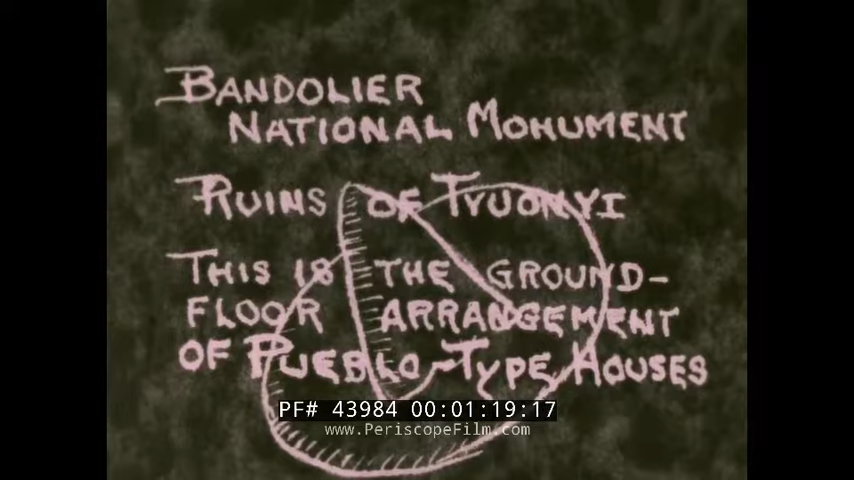 BANDOLIER
NATIONAL MONUMENT
RUINS OF TYUONYI
THIS IS THE GROUND-
FLOOR ARRANGEMENT
OF PUEBLO-TYPE HOUSES
PF# 43984 00:01:19:17
www.PeriscopeFilm.com